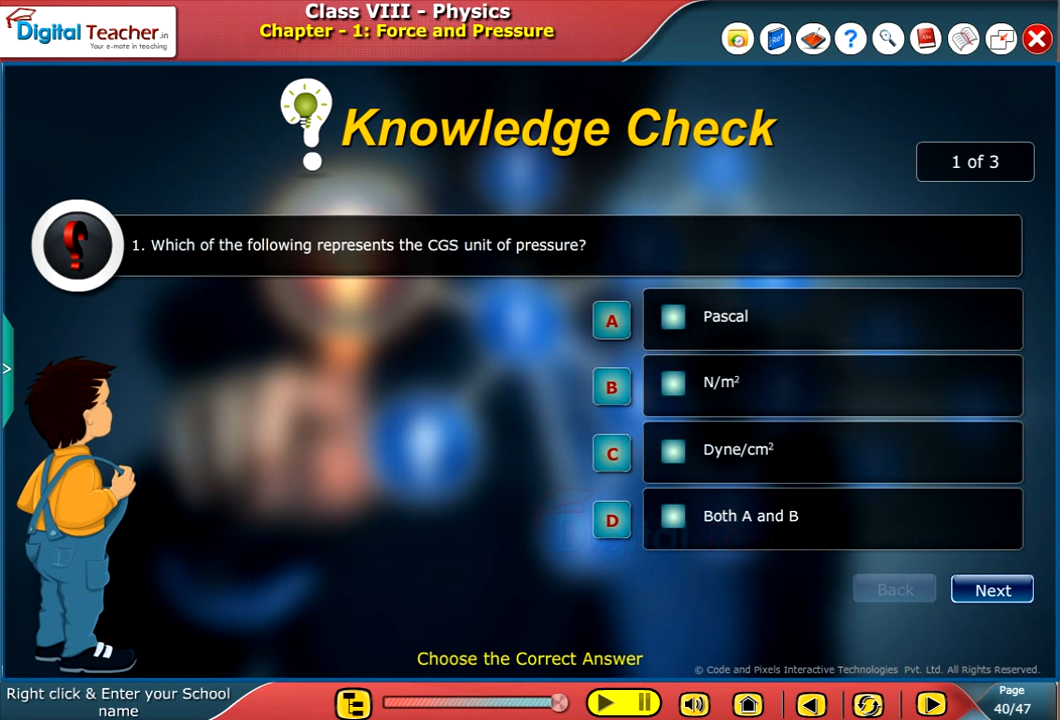 Class VIII - Physics
Chapter - 1: Force and Pressure
Digital Teacher.in
Your e-mate in teaching
Knowledge Check
1 of 3
1. Which of the following represents the CGS unit of pressure?
A Pascal
B N/m²
C Dyne/cm²
D Both A and B
Back
Next
Choose the Correct Answer
© Code and Pixels Interactive Technologies Pvt. Ltd. All Rights Reserved.
Right click & Enter your School
name
Page
40/47